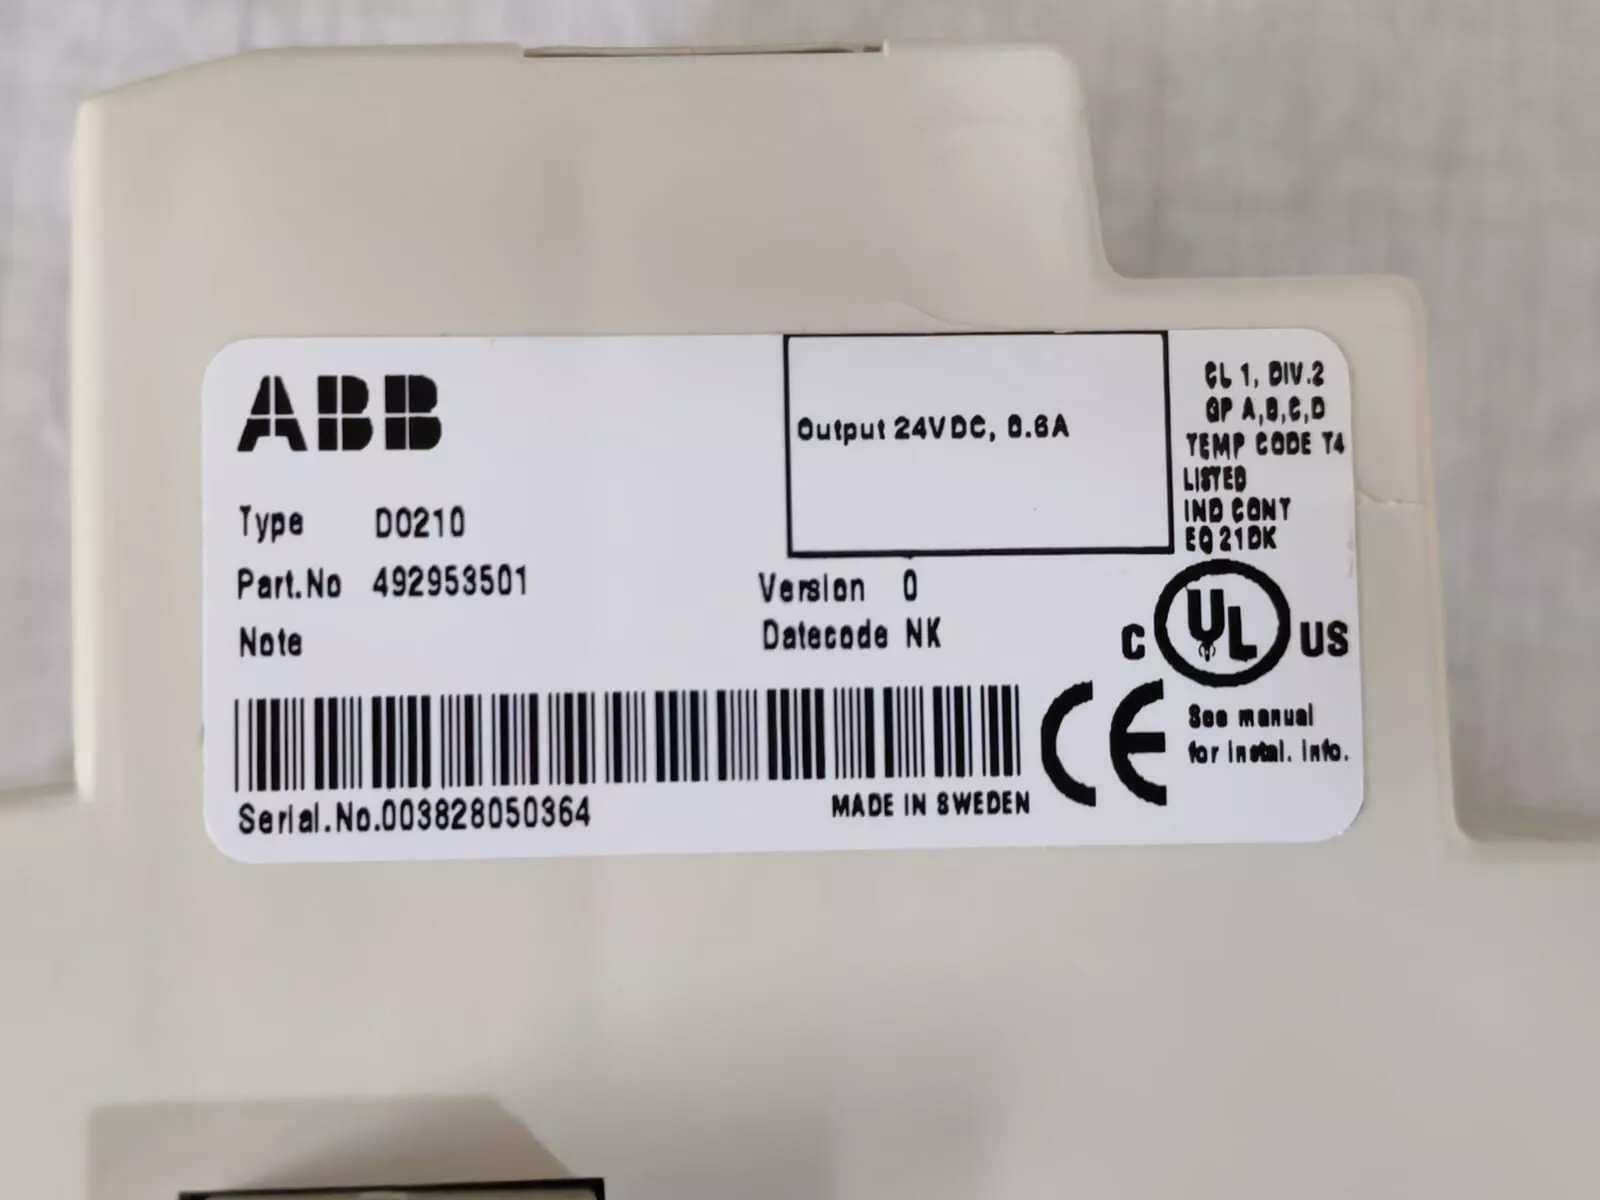 ABB
Output 24VDC, 0.6A
CL 1, DIV.2
GP A,B,C,D
TEMP CODE T4
LISTED
IND CONT
EQ 21DK
Type DO210
Part.No 492953501
Version 0
Note
Datecode NK
C UL US
CE
See manual
for instal. info.
Serial.No.003828050364
MADE IN SWEDEN